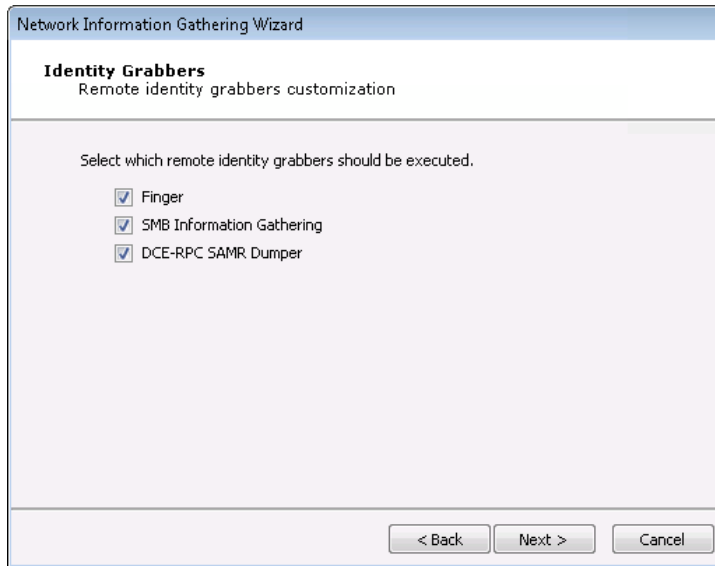 Network Information Gathering Wizard
Identity Grabbers
Remote identity grabbers customization
Select which remote identity grabbers should be executed.
Finger
SMB Information Gathering
DCE-RPC SAMR Dumper
< Back Next > Cancel